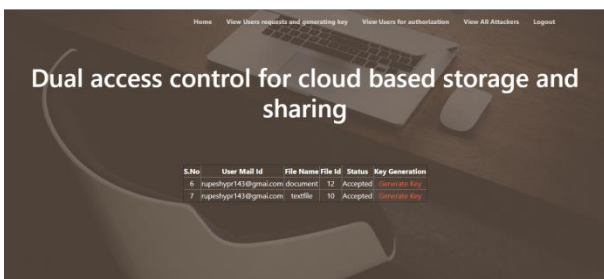 Home View Users requests and generating key View Users for authorization View All Attackers Logout
Dual access control for cloud based storage and
sharing
S.No User Mail Id File Name File Id Status Key Generation
6 rupeshypr143@gmai.com document 12 Accepted Generate Key
7 rupeshypr143@gmai.com textfile 10 Accepted Generate Key